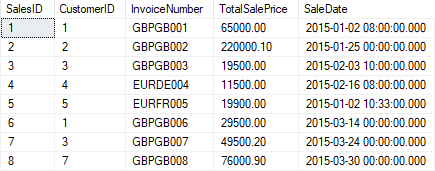 SalesID CustomerID InvoiceNumber TotalSalePrice SaleDate
1 1 GBPGB001 65000.00 2015-01-02 08:00:00.000
2 2 GBPGB002 220000.10 2015-01-25 00:00:00.000
3 3 GBPGB003 19500.00 2015-02-03 10:00:00.000
4 4 EURDE004 11500.00 2015-02-16 08:00:00.000
5 5 EURFR005 19900.00 2015-01-02 10:33:00.000
6 1 GBPGB006 29500.00 2015-03-14 00:00:00.000
7 3 GBPGB007 49500.20 2015-03-24 00:00:00.000
8 7 GBPGB008 76000.90 2015-03-30 00:00:00.000